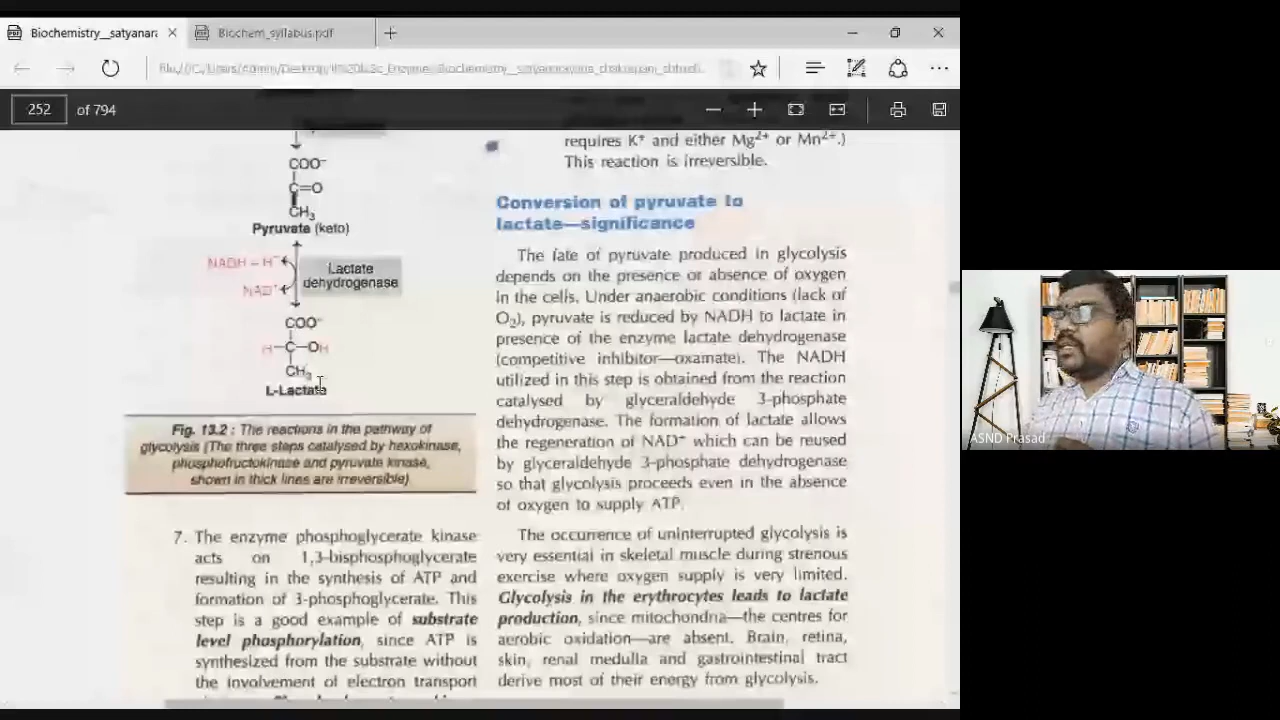 Biochemistry__satyanara
Biochem_syllabus.pdf
252 of 794
COO⁻
C=O
CH₃
Pyruvate (keto)
NADH – H⁺
NAD⁺
Lactate
dehydrogenase
COO⁻
H–C–OH
CH₃
L-Lactate
Fig. 13.2 : The reactions in the pathway of
glycolysis (The three steps catalysed by hexokinase,
phosphofructokinase and pyruvate kinase,
shown in thick lines are irreversible)
7. The enzyme phosphoglycerate kinase
acts on 1,3-bisphosphoglycerate
resulting in the synthesis of ATP and
formation of 3-phosphoglycerate. This
step is a good example of substrate
level phosphorylation, since ATP is
synthesized from the substrate without
the involvement of electron transport
requires K⁺ and either Mg²⁺ or Mn²⁺.)
This reaction is irreversible.
Conversion of pyruvate to
lactate—significance
The fate of pyruvate produced in glycolysis
depends on the presence or absence of oxygen
in the cells. Under anaerobic conditions (lack of
O₂), pyruvate is reduced by NADH to lactate in
presence of the enzyme lactate dehydrogenase
(competitive inhibitor—oxamate). The NADH
utilized in this step is obtained from the reaction
catalysed by glyceraldehyde 3-phosphate
dehydrogenase. The formation of lactate allows
the regeneration of NAD⁺ which can be reused
by glyceraldehyde 3-phosphate dehydrogenase
so that glycolysis proceeds even in the absence
of oxygen to supply ATP.
The occurrence of uninterrupted glycolysis is
very essential in skeletal muscle during strenous
exercise where oxygen supply is very limited.
Glycolysis in the erythrocytes leads to lactate
production, since mitochondria—the centres for
aerobic oxidation—are absent. Brain, retina,
skin, renal medulla and gastrointestinal tract
derive most of their energy from glycolysis.
ASND Prasad